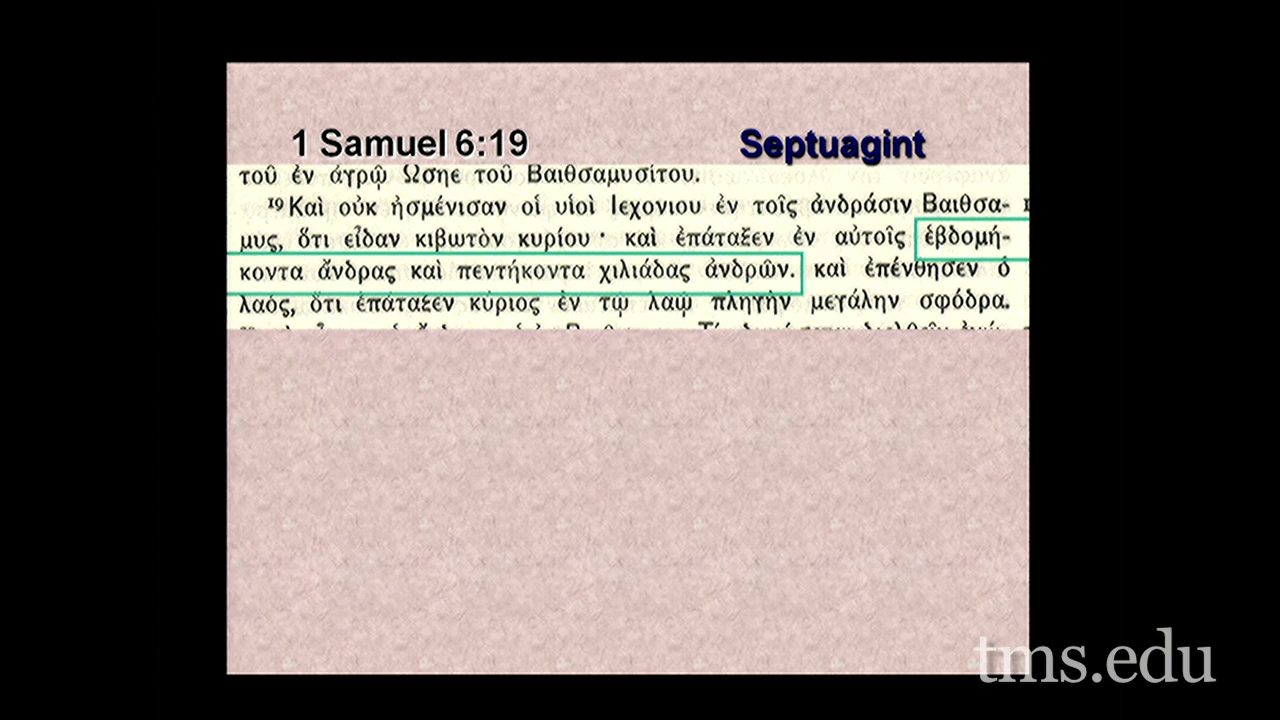 1 Samuel 6:19
Septuagint
τοῦ ἐν ἀγρῷ Ωσηε τοῦ Βαιθσαμυσίτου.
¹⁹Καὶ οὐκ ἠσμένισαν οἱ υἱοὶ Ιεχονιου ἐν τοῖς ἀνδράσιν Βαιθσα-
μυς, ὅτι εἶδαν κιβωτὸν κυρίου· καὶ ἐπάταξεν ἐν αὐτοῖς ἑβδομή-
κοντα ἄνδρας καὶ πεντήκοντα χιλιάδας ἀνδρῶν. καὶ ἐπένθησεν ὁ
λαός, ὅτι ἐπάταξεν κύριος ἐν τῷ λαῷ πληγὴν μεγάλην σφόδρα.
tms.edu